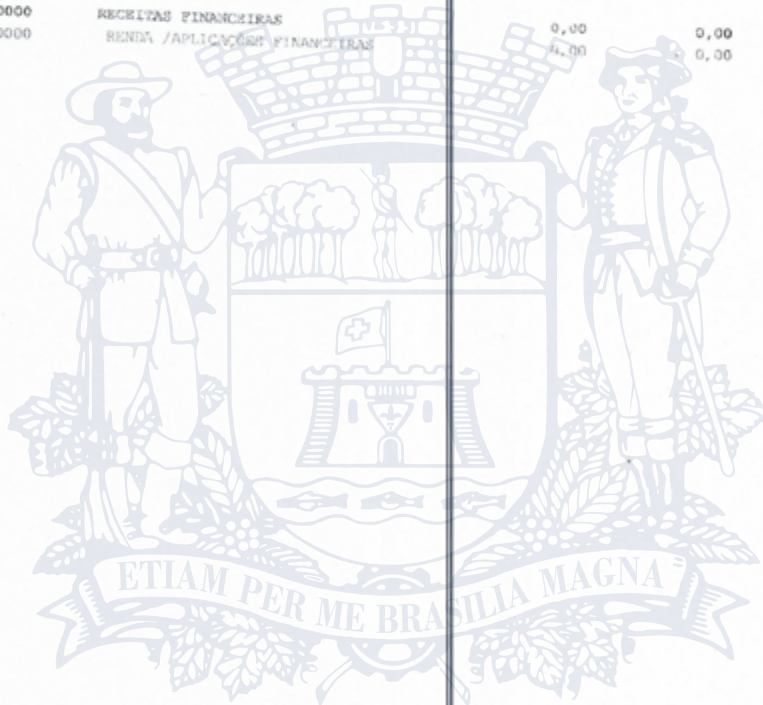 0000 RECEITAS FINANCEIRAS 0,00 0,00
0000 RENDA /APLICAÇÕES FINANCEIRAS 0,00 0,00
ETIAM PER ME BRASILIA MAGNA